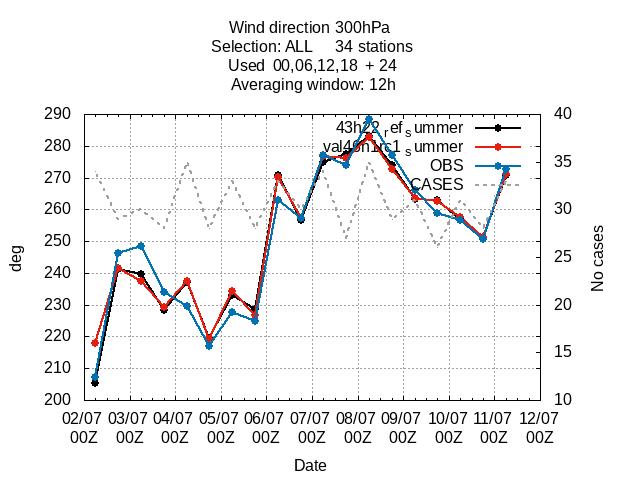 Wind direction 300hPa
Selection: ALL 34 stations
Used 00,06,12,18 + 24
Averaging window: 12h
290 280 270 260 250 240 230 220 210 200
deg
43h22_ref_summer
summer
OBS
CASES
40 35 30 25 20 15 10
No cases
02/07 03/07 04/07 05/07 06/07 07/07 08/07 09/07 10/07 11/07 12/07
00Z 00Z 00Z 00Z 00Z 00Z 00Z 00Z 00Z 00Z 00Z
Date